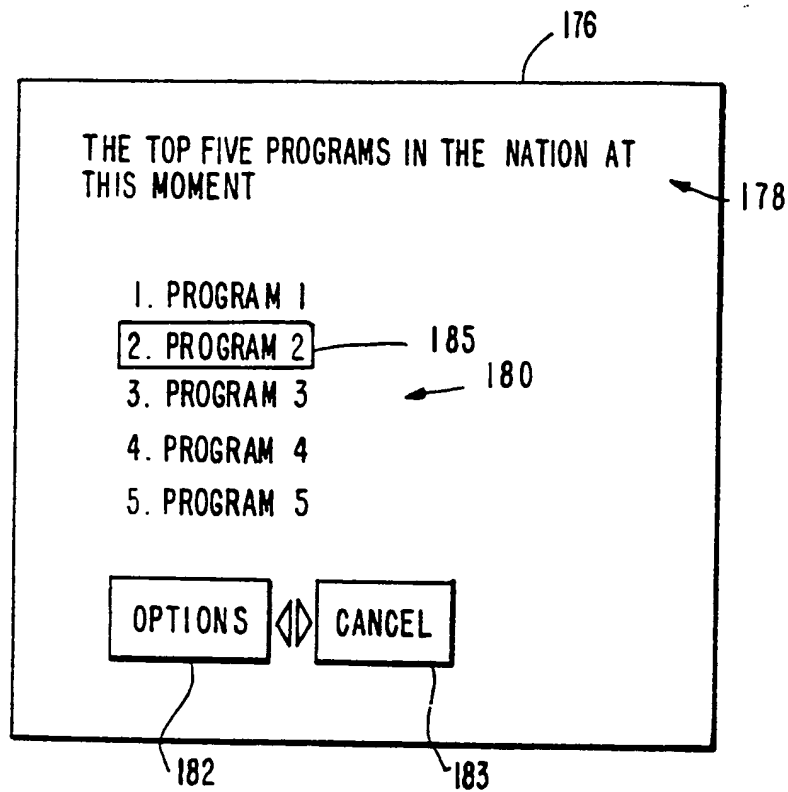 176
THE TOP FIVE PROGRAMS IN THE NATION AT
THIS MOMENT
178
1. PROGRAM 1
2. PROGRAM 2
185
3. PROGRAM 3
180
4. PROGRAM 4
5. PROGRAM 5
OPTIONS
CANCEL
182
183